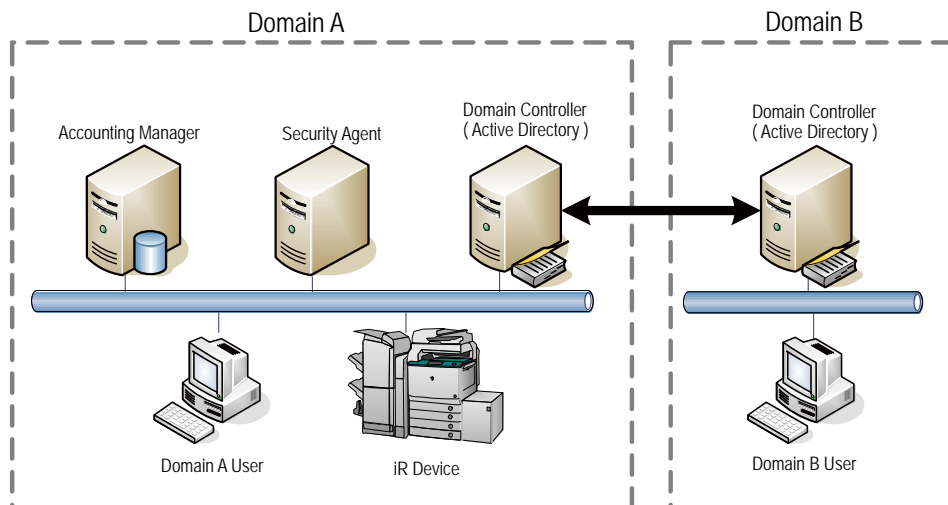 Domain A
Domain B
Accounting Manager
Security Agent
Domain Controller
( Active Directory )
Domain Controller
( Active Directory )
Domain A User
iR Device
Domain B User